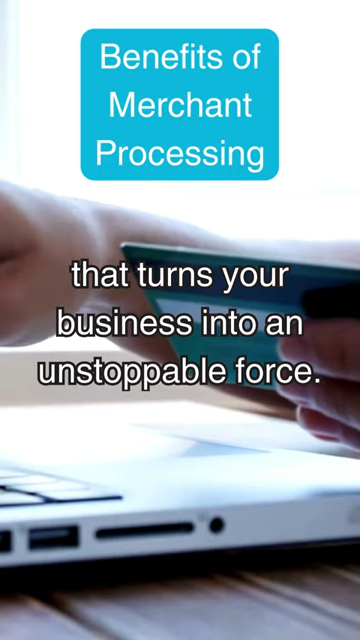 Benefits of
Merchant
Processing
that turns your
business into an
unstoppable force.